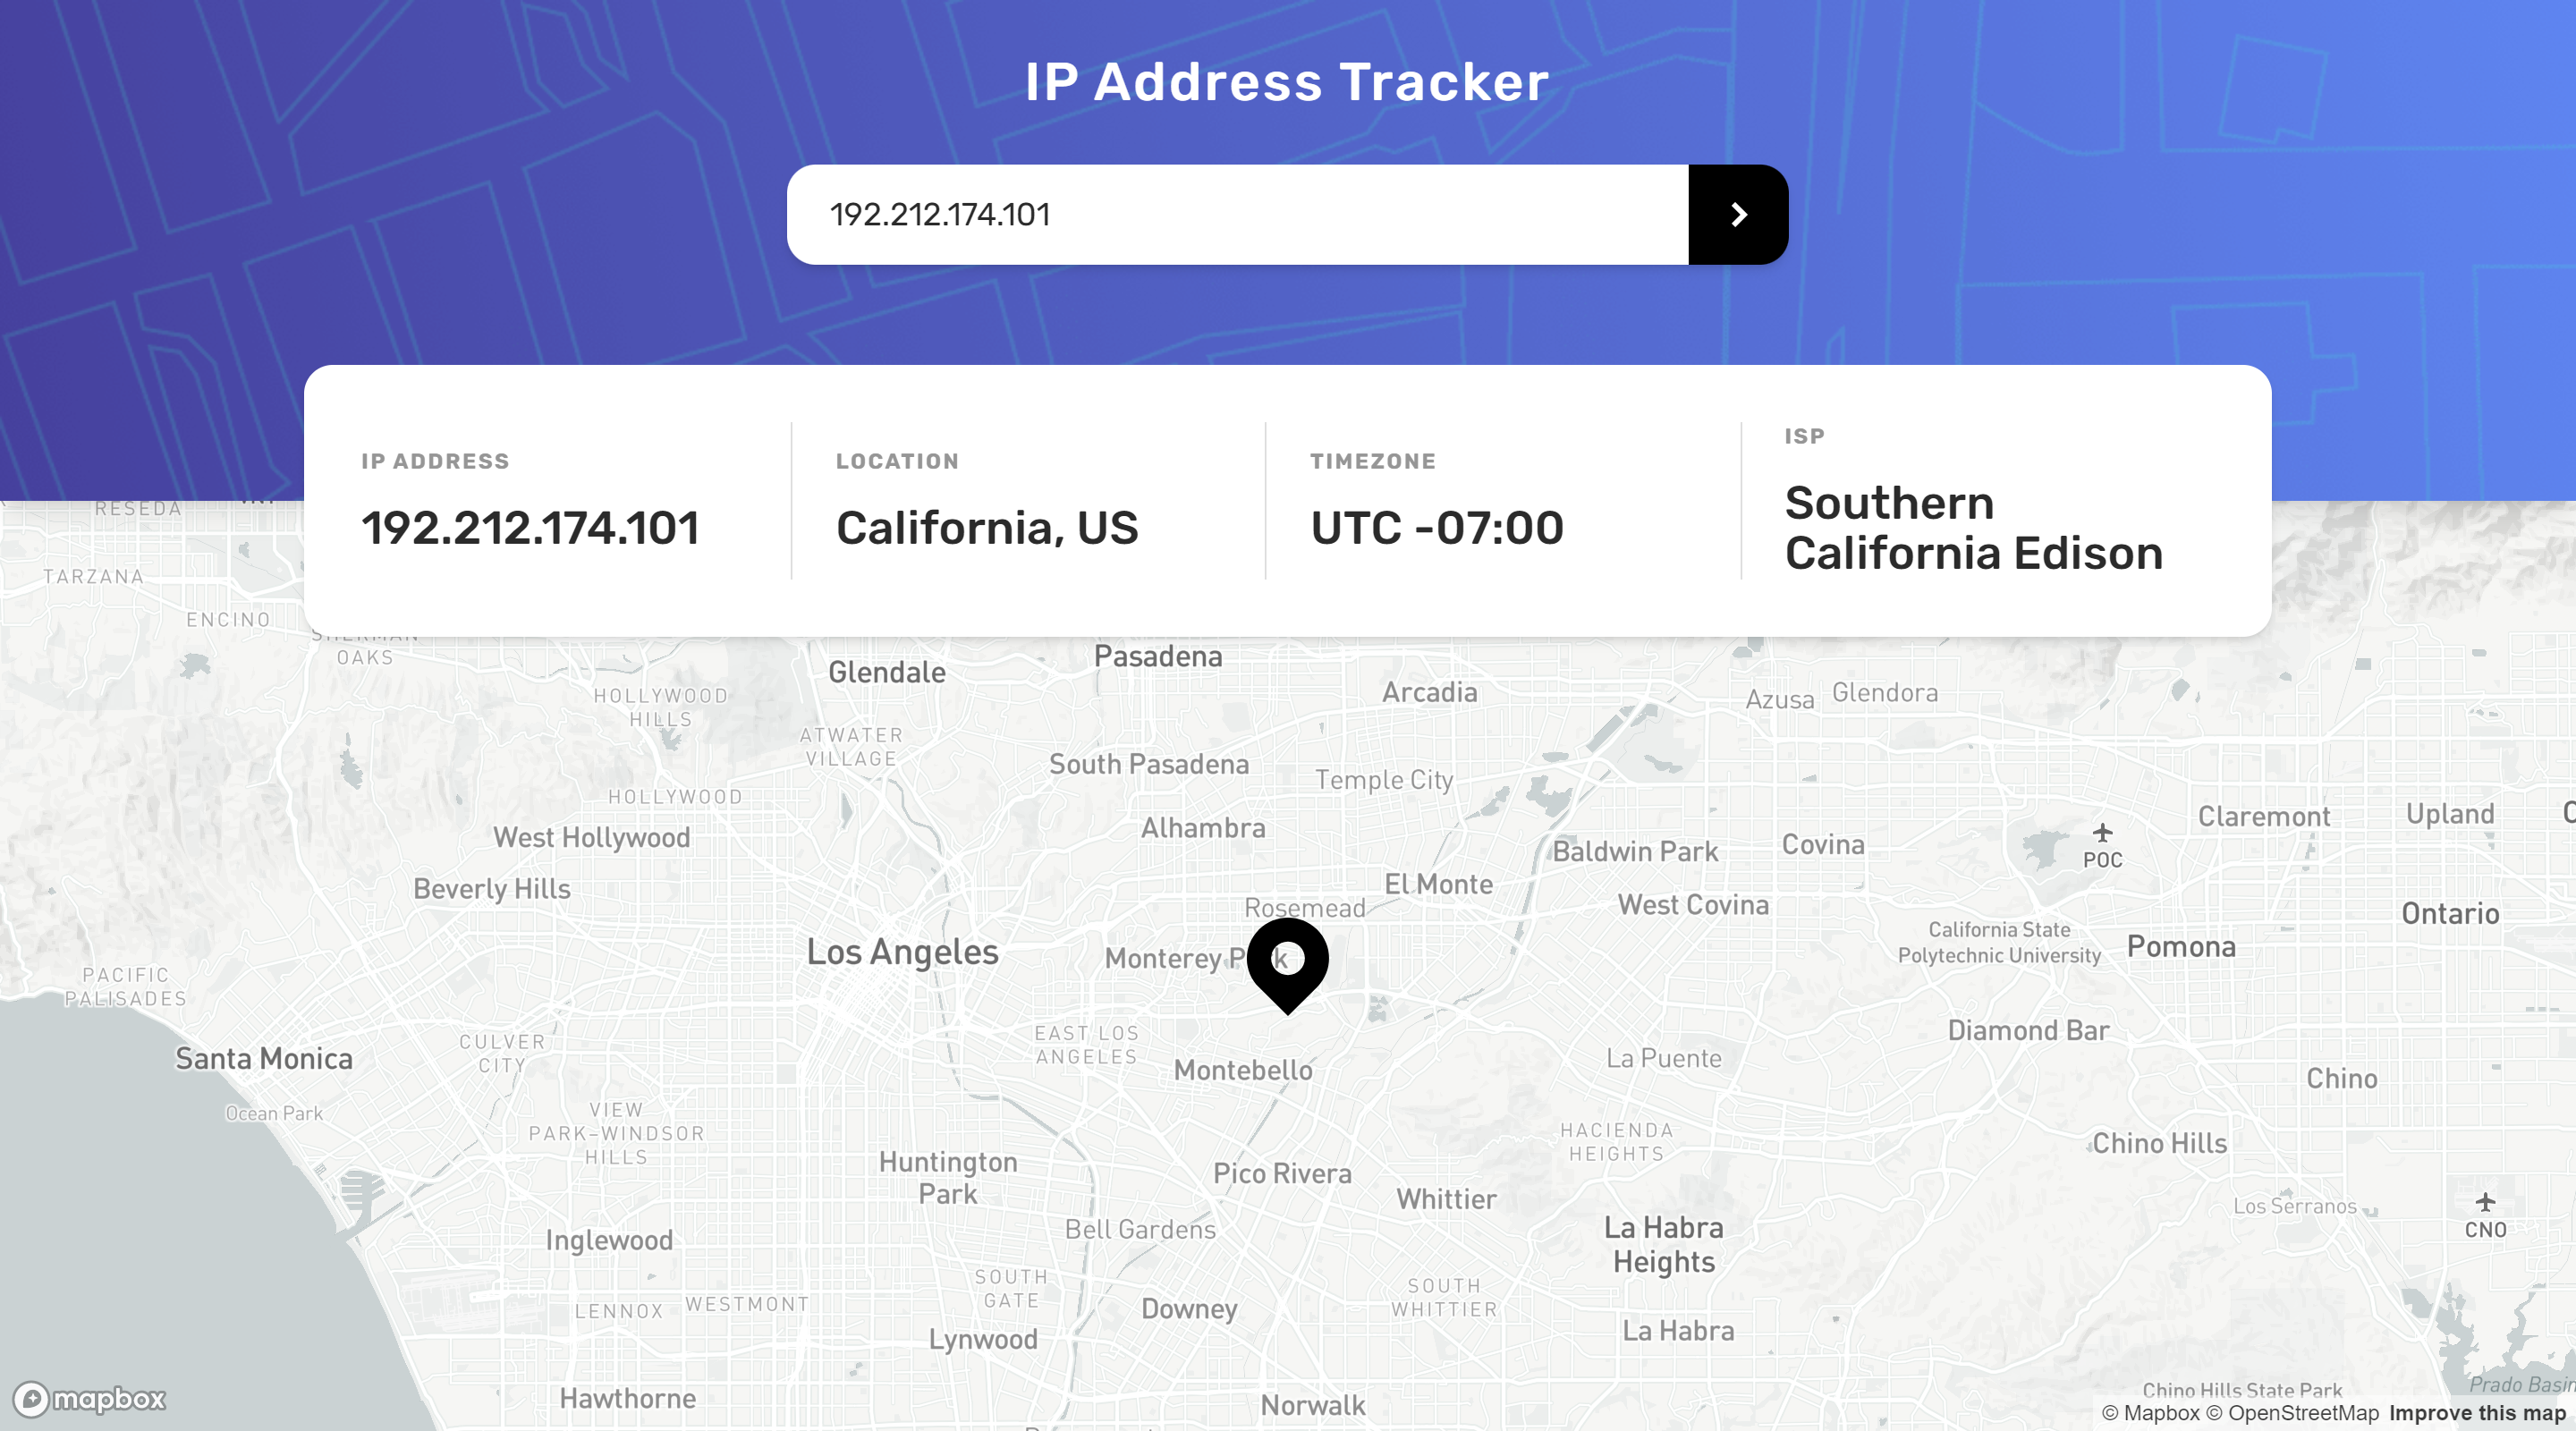 IP Address Tracker
192.212.174.101
IP ADDRESS
192.212.174.101
LOCATION
California, US
TIMEZONE
UTC -07:00
ISP
Southern
California Edison
RESEDA
TARZANA
ENCINO
SHERMAN
OAKS
Glendale
Pasadena
Arcadia
Azusa
Glendora
HOLLYWOOD
HILLS
ATWATER
VILLAGE
South Pasadena
Temple City
HOLLYWOOD
West Hollywood
Alhambra
Baldwin Park
Covina
Claremont
Upland
POC
Beverly Hills
El Monte
West Covina
Rosemead
Ontario
Los Angeles
Monterey P k
California State
Polytechnic University
Pomona
PACIFIC
PALISADES
Santa Monica
CULVER
CITY
EAST LOS
ANGELES
Montebello
La Puente
Diamond Bar
Chino
Ocean Park
VIEW
PARK–WINDSOR
HILLS
HACIENDA
HEIGHTS
Chino Hills
Huntington
Park
Pico Rivera
Whittier
Los Serranos
CNO
Inglewood
Bell Gardens
La Habra
Heights
SOUTH
GATE
SOUTH
WHITTIER
LENNOX
WESTMONT
Downey
Lynwood
La Habra
Hawthorne
Norwalk
Chino Hills State Park
Prado Basin
mapbox
© Mapbox © OpenStreetMap Improve this map